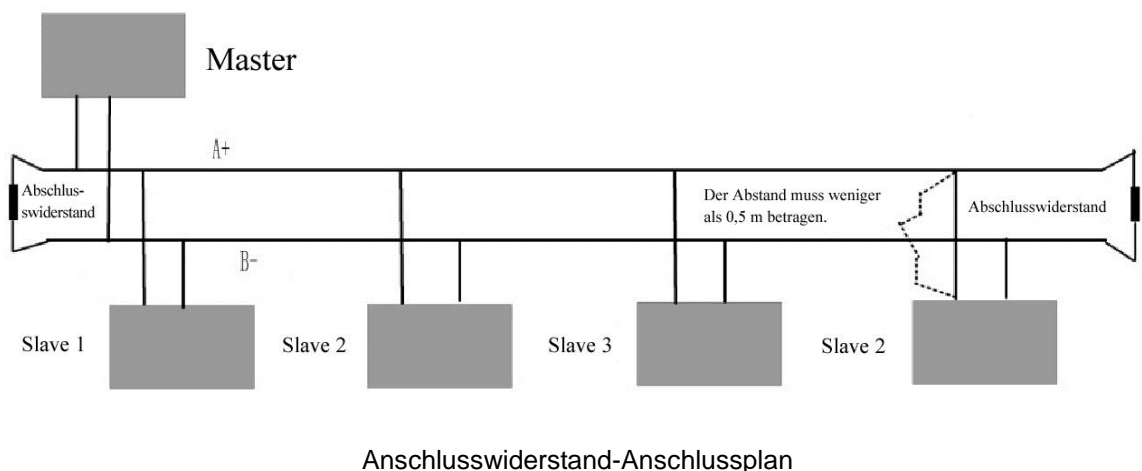 Master
A+
Abschlus-
swiderstand
Der Abstand muss weniger
als 0,5 m betragen.
Abschlusswiderstand
B-
Slave 1
Slave 2
Slave 3
Slave 2
Anschlusswiderstand-Anschlussplan